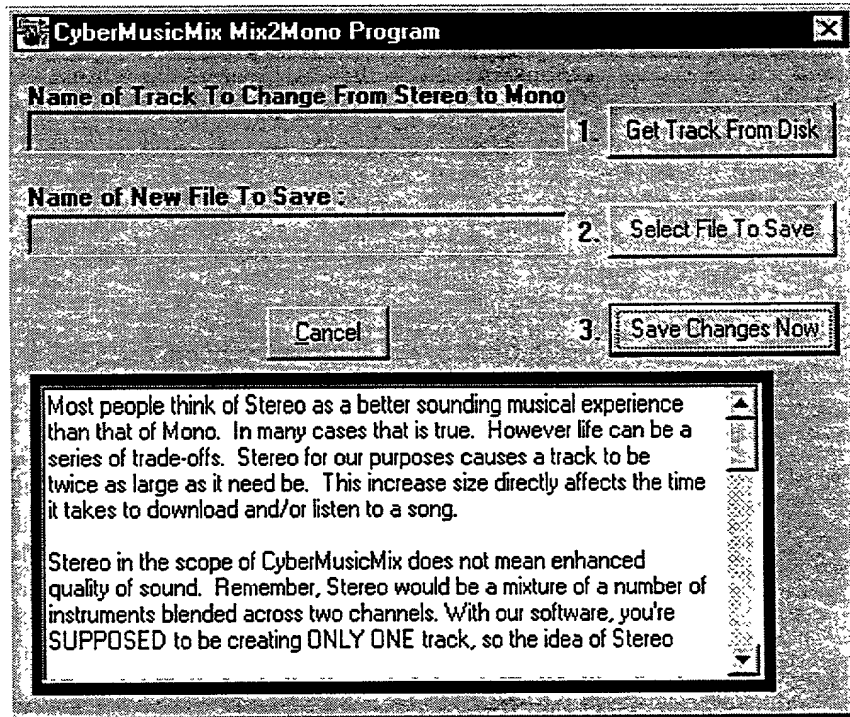 CyberMusicMix Mix2Mono Program
Name of Track To Change From Stereo to Mono
1. Get Track From Disk
Name of New File To Save :
2. Select File To Save
Cancel
3. Save Changes Now
Most people think of Stereo as a better sounding musical experience
than that of Mono. In many cases that is true. However life can be a
series of trade-offs. Stereo for our purposes causes a track to be
twice as large as it need be. This increase size directly affects the time
it takes to download and/or listen to a song.
Stereo in the scope of CyberMusicMix does not mean enhanced
quality of sound. Remember, Stereo would be a mixture of a number of
instruments blended across two channels. With our software, you're
SUPPOSED to be creating ONLY ONE track, so the idea of Stereo